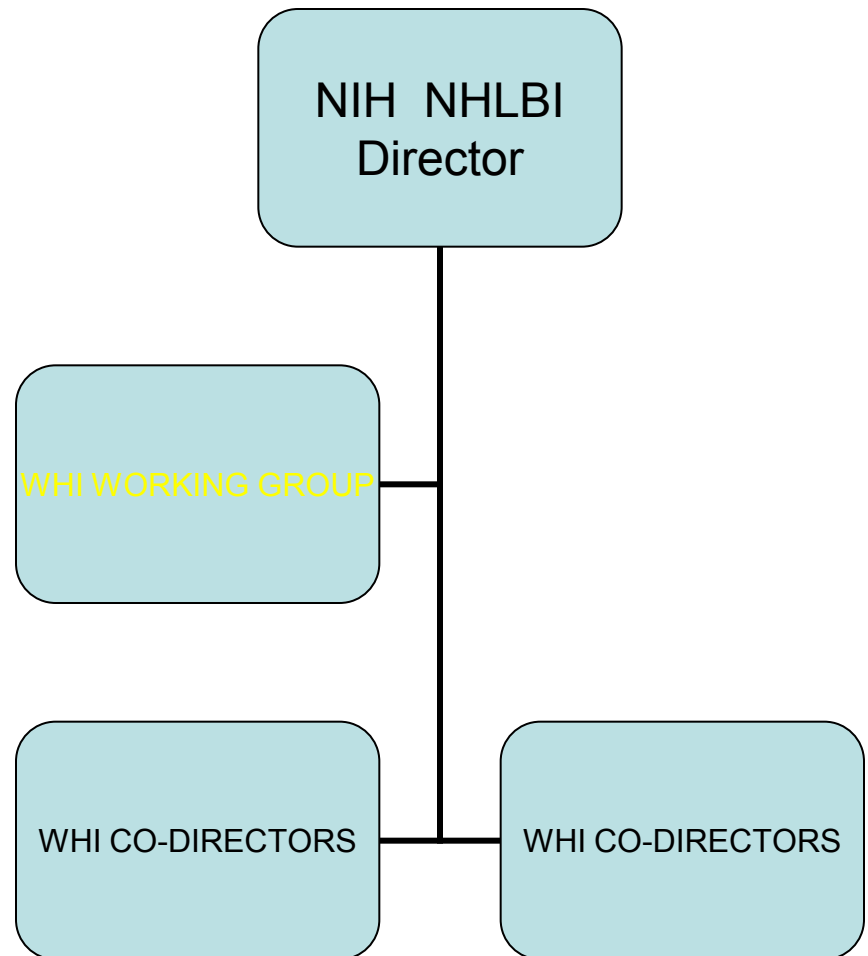 NIH  NHLBI
Director
WHI WORKING GROUP
WHI CO-DIRECTORS
WHI CO-DIRECTORS